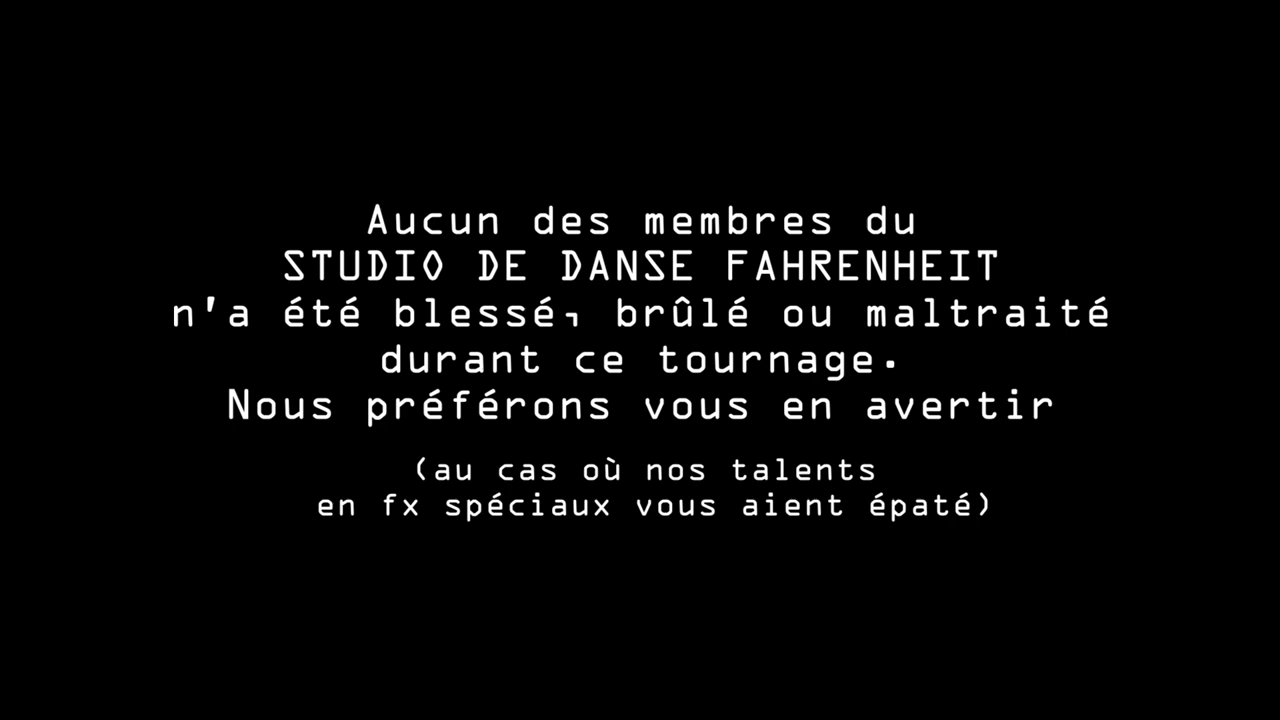 Aucun des membres du
STUDIO DE DANSE FAHRENHEIT
n'a été blessé, brûlé ou maltraité
durant ce tournage.
Nous préférons vous en avertir
(au cas où nos talents
en fx spéciaux vous aient épaté)